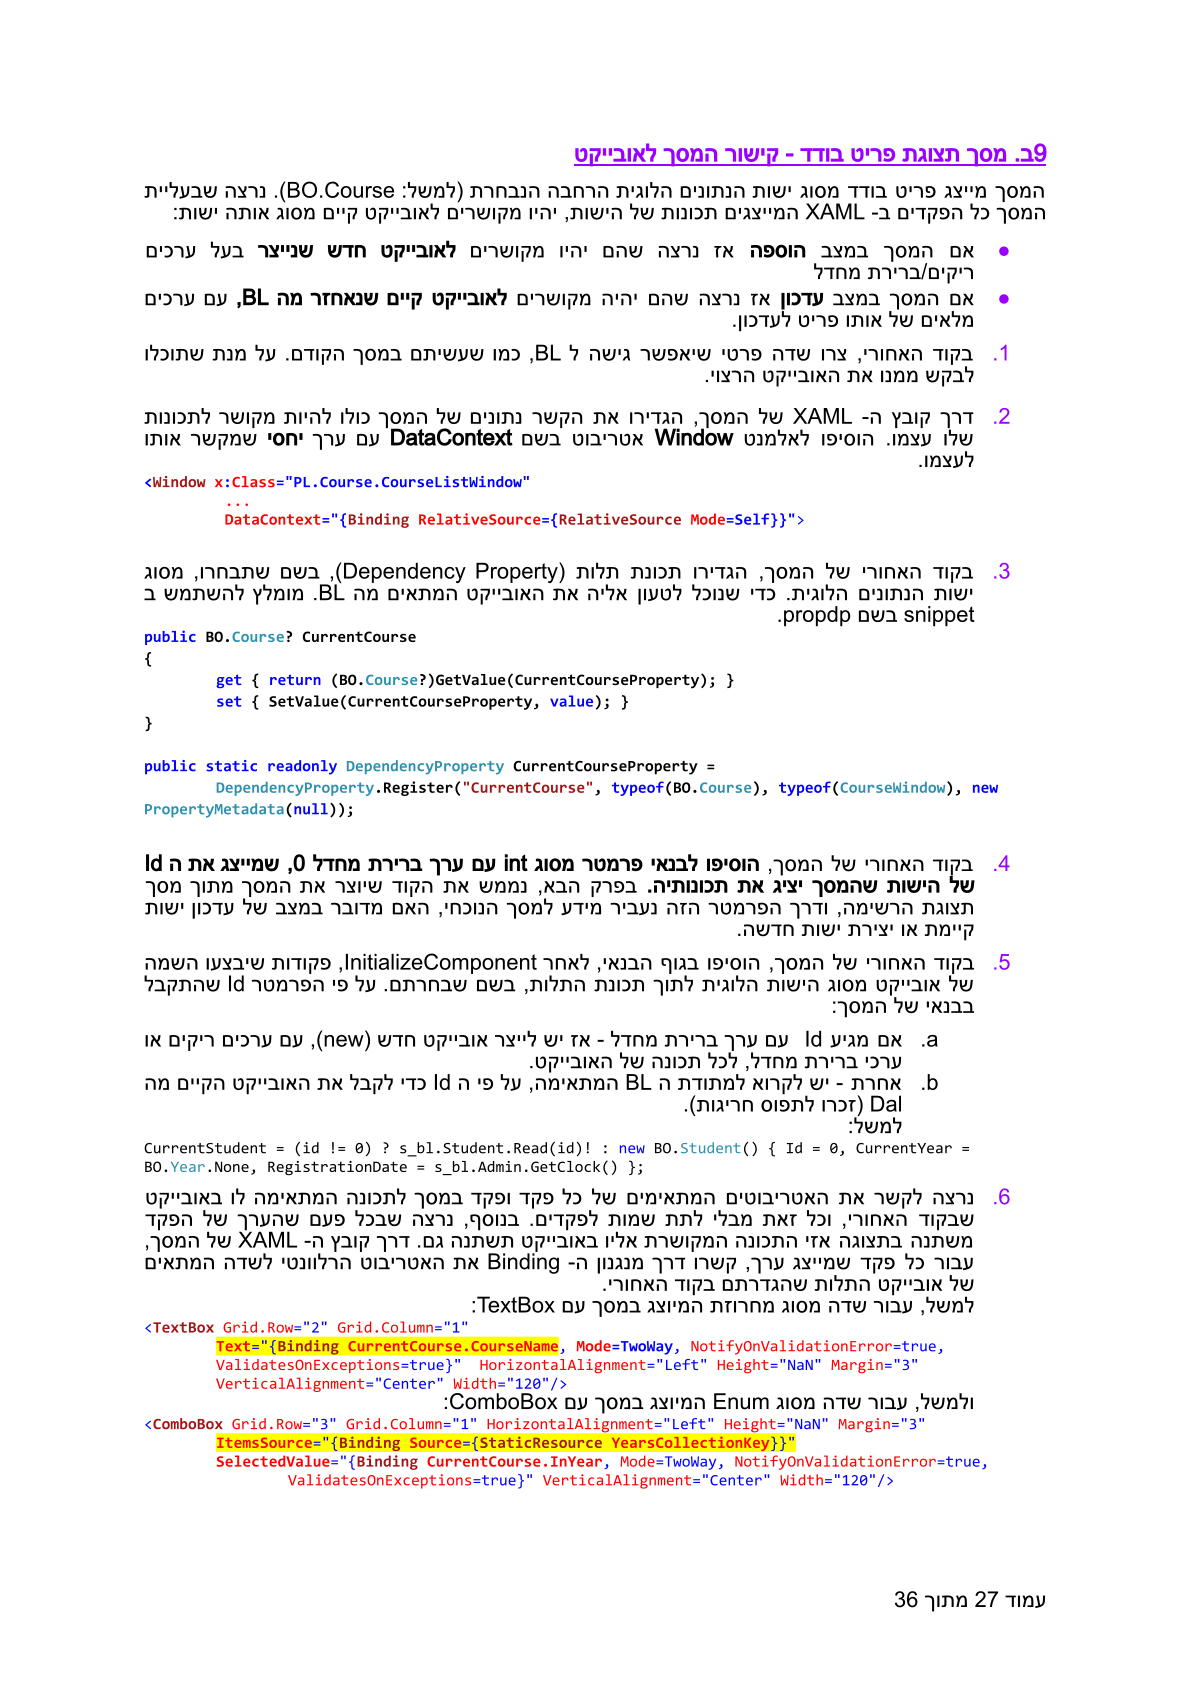 9ב. מסך תצוגת פריט בודד - קישור המסך לאובייקט
המסך מייצג פריט בודד מסוג ישות הנתונים הלוגית הרחבה הנבחרת (למשל: BO.Course). נרצה שבעליית
המסך כל הפקדים ב- XAML המייצגים תכונות של הישות, יהיו מקושרים לאובייקט קיים מסוג אותה ישות:
● אם המסך במצב הוספה אז נרצה שהם יהיו מקושרים לאובייקט חדש שנייצר בעל ערכים
ריקים/ברירת מחדל
● אם המסך במצב עדכון אז נרצה שהם יהיה מקושרים לאובייקט קיים שנאחזר מה BL, עם ערכים
מלאים של אותו פריט לעדכון.
1. בקוד האחורי, צרו שדה פרטי שיאפשר גישה ל BL, כמו שעשיתם במסך הקודם. על מנת שתוכלו
לבקש ממנו את האובייקט הרצוי.
2. דרך קובץ ה- XAML של המסך, הגדירו את הקשר נתונים של המסך כולו להיות מקושר לתכונות
שלו עצמו. הוסיפו לאלמנט Window אטריבוט בשם DataContext עם ערך יחסי שמקשר אותו
לעצמו.
<Window x:Class="PL.Course.CourseListWindow"
...
DataContext="{Binding RelativeSource={RelativeSource Mode=Self}}">
3. בקוד האחורי של המסך, הגדירו תכונת תלות (Dependency Property), בשם שתבחרו, מסוג
ישות הנתונים הלוגית. כדי שנוכל לטעון אליה את האובייקט המתאים מה BL. מומלץ להשתמש ב
snippet בשם propdp.
public BO.Course? CurrentCourse
{
get { return (BO.Course?)GetValue(CurrentCourseProperty); }
set { SetValue(CurrentCourseProperty, value); }
}
public static readonly DependencyProperty CurrentCourseProperty =
DependencyProperty.Register("CurrentCourse", typeof(BO.Course), typeof(CourseWindow), new
PropertyMetadata(null));
4. בקוד האחורי של המסך, הוסיפו לבנאי פרמטר מסוג int עם ערך ברירת מחדל 0, שמייצג את ה Id
של הישות שהמסך יציג את תכונותיה. בפרק הבא, נממש את הקוד שיוצר את המסך מתוך מסך
תצוגת הרשימה, ודרך הפרמטר הזה נעביר מידע למסך הנוכחי, האם מדובר במצב של עדכון ישות
קיימת או יצירת ישות חדשה.
5. בקוד האחורי של המסך, הוסיפו בגוף הבנאי, לאחר InitializeComponent, פקודות שיבצעו השמה
של אובייקט מסוג הישות הלוגית לתוך תכונת התלות, בשם שבחרתם. על פי הפרמטר Id שהתקבל
בבנאי של המסך:
a. אם מגיע Id  עם ערך ברירת מחדל - אז יש לייצר אובייקט חדש (new), עם ערכים ריקים או
ערכי ברירת מחדל, לכל תכונה של האובייקט.
b. אחרת - יש לקרוא למתודת ה BL המתאימה, על פי ה Id כדי לקבל את האובייקט הקיים מה
Dal (זכרו לתפוס חריגות).
למשל:
CurrentStudent = (id != 0) ? s_bl.Student.Read(id)! : new BO.Student() { Id = 0, CurrentYear =
BO.Year.None, RegistrationDate = s_bl.Admin.GetClock() };
6. נרצה לקשר את האטריבוטים המתאימים של כל פקד ופקד במסך לתכונה המתאימה לו באובייקט
שבקוד האחורי, וכל זאת מבלי לתת שמות לפקדים. בנוסף, נרצה שבכל פעם שהערך של הפקד
משתנה בתצוגה אזי התכונה המקושרת אליו באובייקט תשתנה גם. דרך קובץ ה- XAML של המסך,
עבור כל פקד שמייצג ערך, קשרו דרך מנגנון ה- Binding את האטריבוט הרלוונטי לשדה המתאים
של אובייקט התלות שהגדרתם בקוד האחורי.
למשל, עבור שדה מסוג מחרוזת המיוצג במסך עם TextBox:
<TextBox Grid.Row="2" Grid.Column="1"
Text="{Binding CurrentCourse.CourseName, Mode=TwoWay, NotifyOnValidationError=true,
ValidatesOnExceptions=true}"  HorizontalAlignment="Left" Height="NaN" Margin="3"
VerticalAlignment="Center" Width="120"/>
ולמשל, עבור שדה מסוג Enum המיוצג במסך עם ComboBox:
<ComboBox Grid.Row="3" Grid.Column="1" HorizontalAlignment="Left" Height="NaN" Margin="3"
ItemsSource="{Binding Source={StaticResource YearsCollectionKey}}"
SelectedValue="{Binding CurrentCourse.InYear, Mode=TwoWay, NotifyOnValidationError=true,
ValidatesOnExceptions=true}" VerticalAlignment="Center" Width="120"/>
עמוד 27 מתוך 36